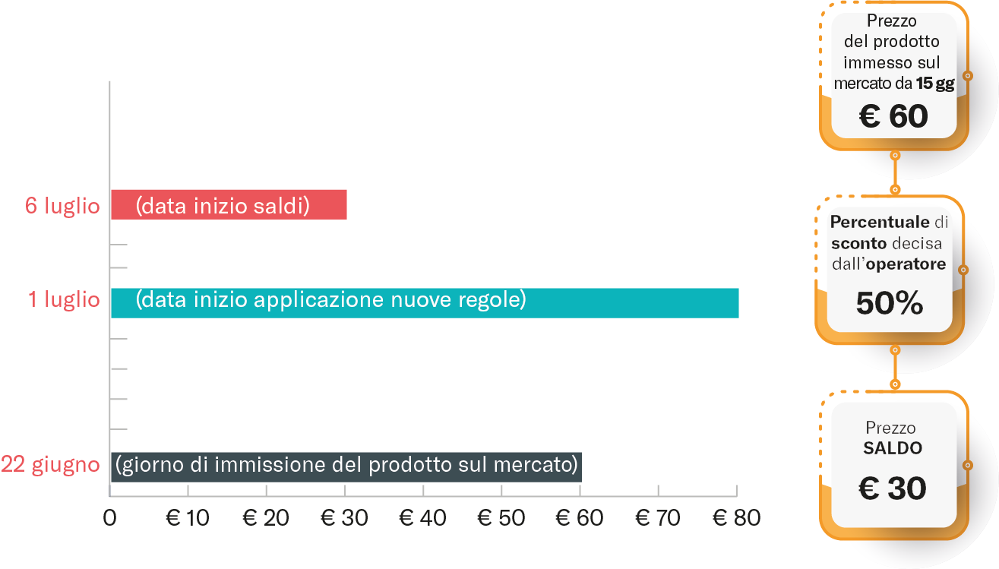 6 luglio (data inizio saldi)
1 luglio (data inizio applicazione nuove regole)
22 giugno (giorno di immissione del prodotto sul mercato)
0 € 10 € 20 € 30 € 40 € 50 € 60 € 70 € 80
Prezzo
del prodotto
immesso sul
mercato da 15 gg
€ 60
Percentuale di
sconto decisa
dall'operatore
50%
Prezzo
SALDO
€ 30